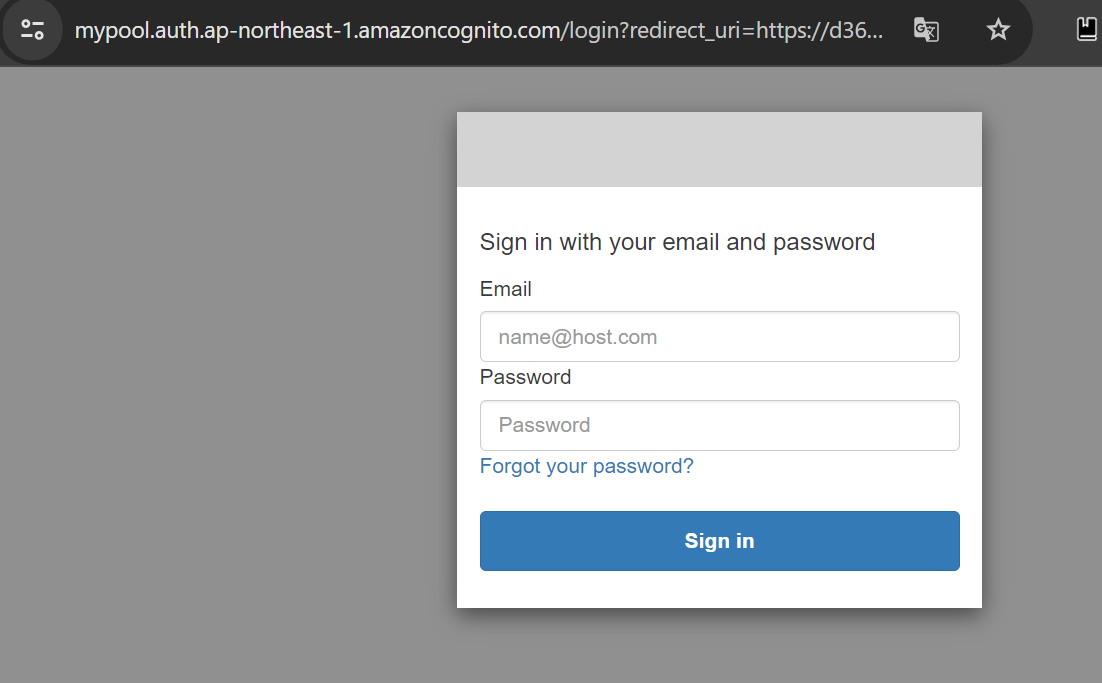 mypool.auth.ap-northeast-1.amazoncognito.com/login?redirect_uri=https://d36...
Sign in with your email and password
Email
name@host.com
Password
Password
Forgot your password?
Sign in